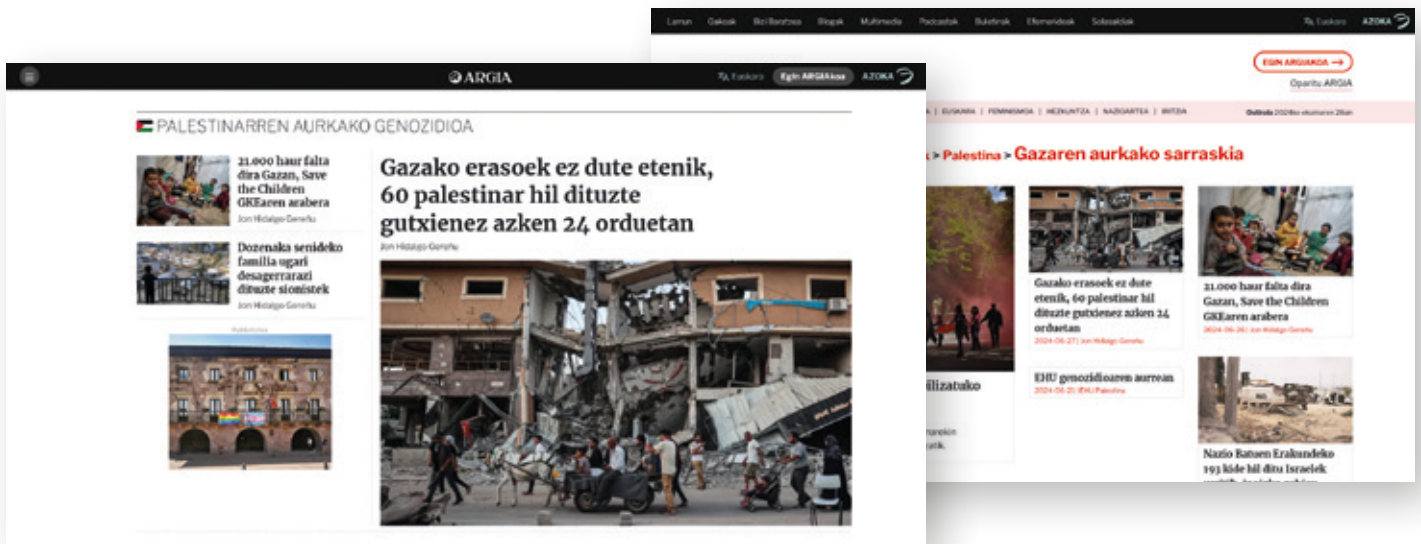 Larrun Gakoak Bizi Baratzea Blogak Multimedia Podcastak Buletinak Efemerideak Solasaldiak Euskara AZOKA
EGIN ARGIAKOA →
Oparitu ARGIA
EUSKARA | FEMINISMOA | HEZKUNTZA | NAZIOARTEA | IRITZIA
> Palestina > Gazaren aurkako sarraskia
Gazako erasoek ez dute
etenik, 60 palestinar hil
dituzte gutxienez azken 24
orduetan
2024-06-27 | Jon Hidalgo Gereñu
21.000 haur falta dira
Gazan, Save the Children
GKEaren arabera
2024-06-26 | Jon Hidalgo Gereñu
EHU genozidioaren aurrean
2024-06-21 | EHU Palestina
Nazio Batuen Erakundeko
193 kide hil ditu Israelek
ARGIA Euskara Egin ARGIAkoa AZOKA
PALESTINARREN AURKAKO GENOZIDIOA
21.000 haur falta
dira Gazan, Save
the Children
GKEaren arabera
Jon Hidalgo Gereñu
Dozenaka senideko
familia ugari
desagerrarazi
dituzte sionistek
Jon Hidalgo Gereñu
Publizitatea
Gazako erasoek ez dute etenik,
60 palestinar hil dituzte
gutxienez azken 24 orduetan
Jon Hidalgo Gereñu